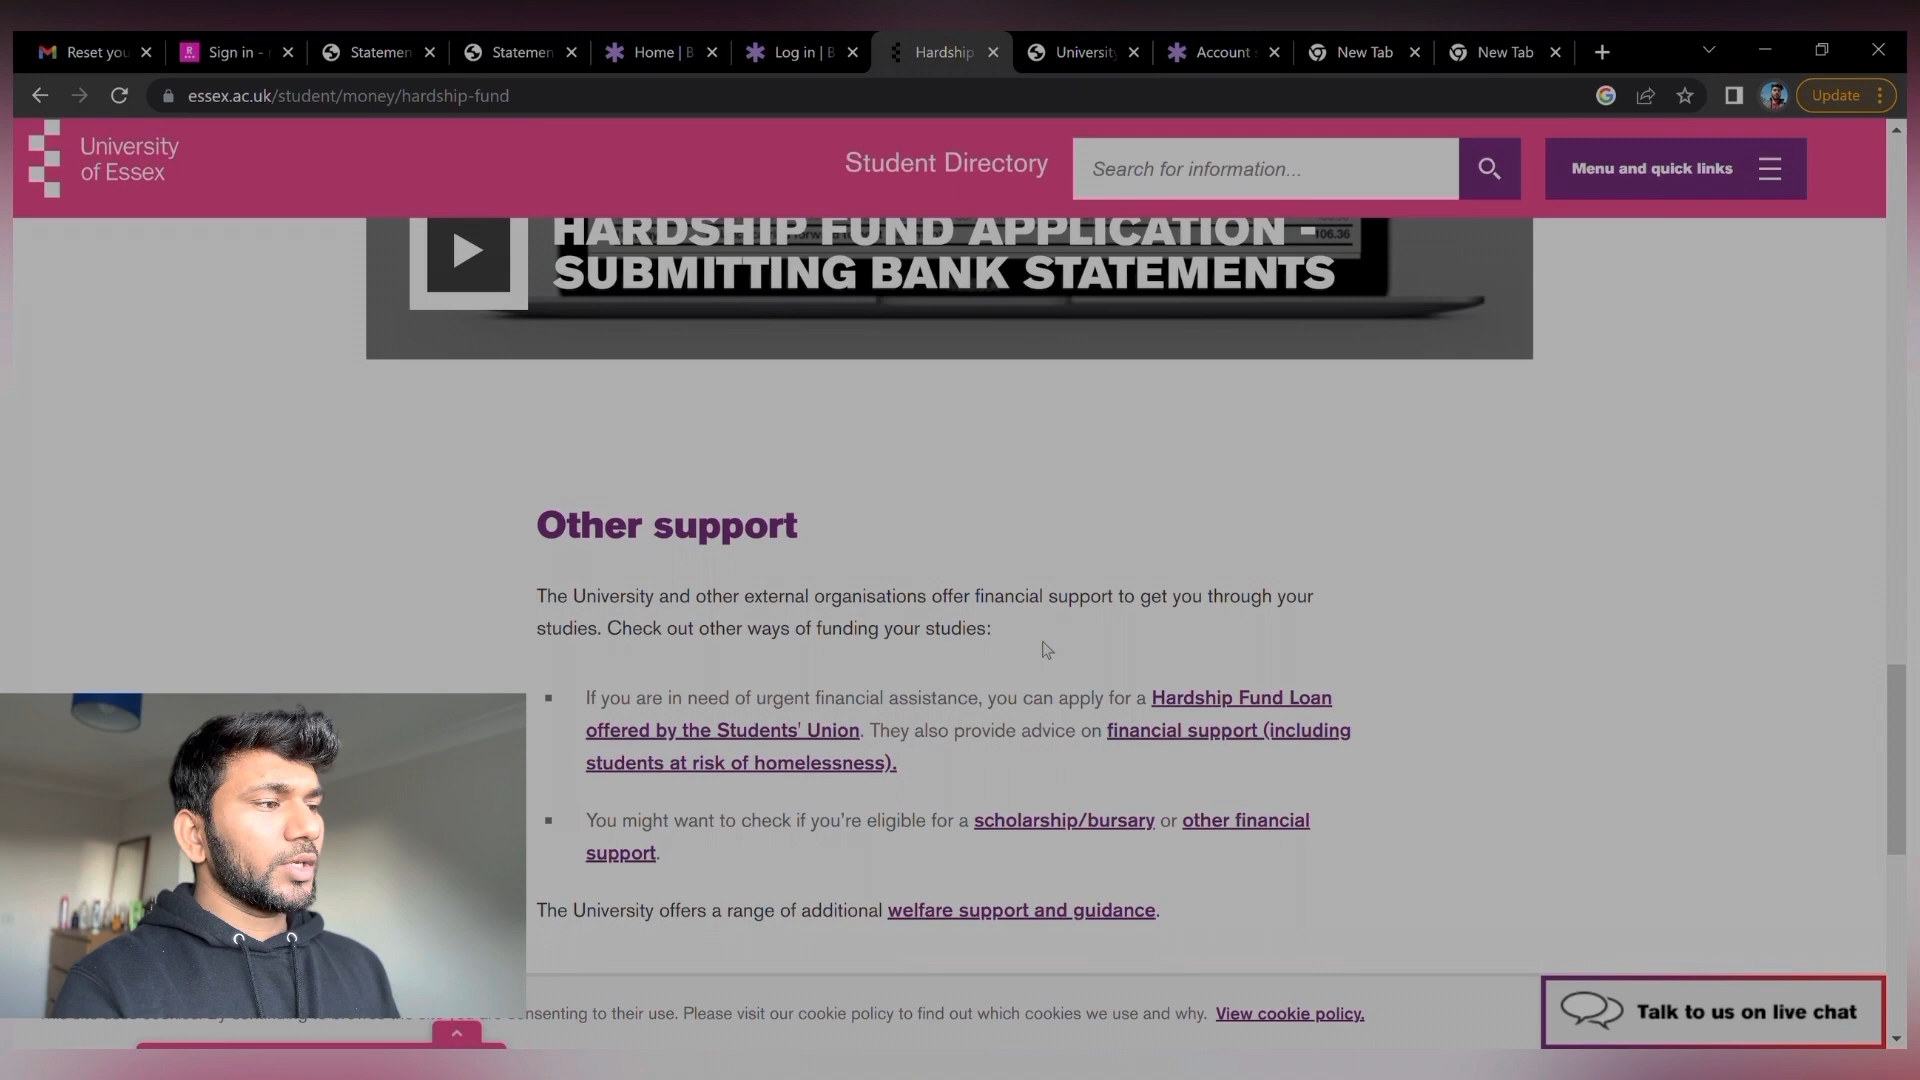 Reset you
Sign in -
Statemen
Statemen
Home | B
Log in | B
Hardship
University
Account
New Tab
New Tab
essex.ac.uk/student/money/hardship-fund
Update
University
of Essex
Student Directory
Search for information...
Menu and quick links
106.36
HARDSHIP FUND APPLICATION -
SUBMITTING BANK STATEMENTS
Other support
The University and other external organisations offer financial support to get you through your
studies. Check out other ways of funding your studies:
If you are in need of urgent financial assistance, you can apply for a Hardship Fund Loan
offered by the Students' Union. They also provide advice on financial support (including
students at risk of homelessness).
You might want to check if you're eligible for a scholarship/bursary or other financial
support.
The University offers a range of additional welfare support and guidance.
nsenting to their use. Please visit our cookie policy to find out which cookies we use and why. View cookie policy.
Talk to us on live chat